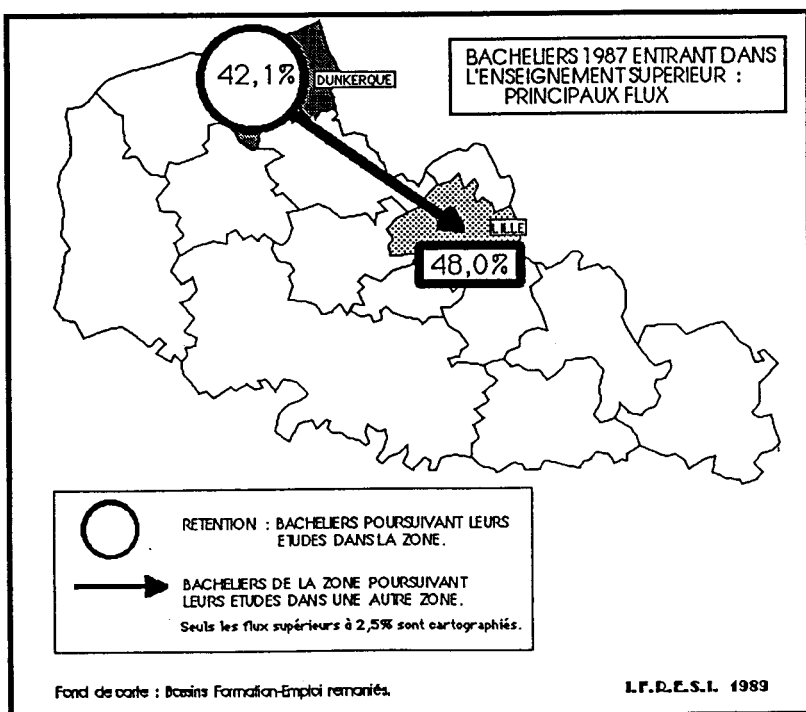 BACHELIERS 1987 ENTRANT DANS
L'ENSEIGNEMENT SUPERIEUR :
PRINCIPAUX FLUX
42,1%
DUNKERQUE
LILLE
48,0%
RETENTION : BACHELIERS POURSUIVANT LEURS
ETUDES DANS LA ZONE.
BACHELIERS DE LA ZONE POURSUIVANT
LEURS ETUDES DANS UNE AUTRE ZONE.
Seuls les flux supérieurs à 2,5% sont cartographiés.
Fond de carte : Bassins Formation-Emploi remaniés.
I.F.R.E.S.I. 1989